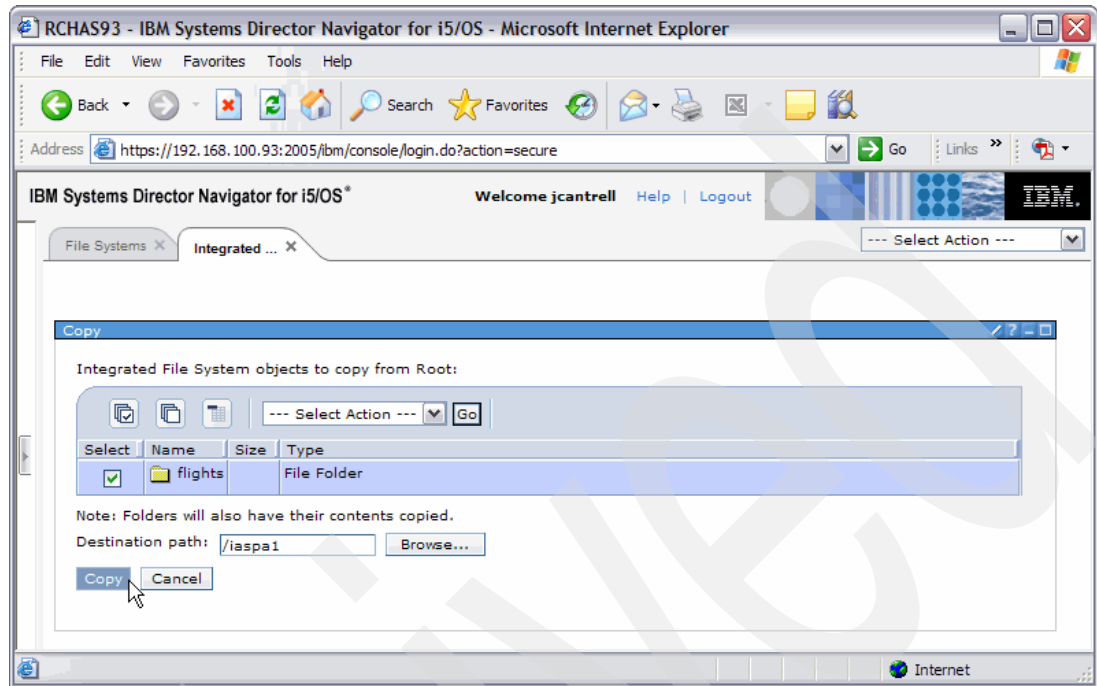 RCHAS93 - IBM Systems Director Navigator for i5/OS - Microsoft Internet Explorer
File Edit View Favorites Tools Help
Back Search Favorites
Address https://192.168.100.93:2005/ibm/console/login.do?action=secure Go Links »
IBM Systems Director Navigator for i5/OS® Welcome jcantrell Help | Logout IBM.
File Systems × Integrated ... × --- Select Action ---
Copy
Integrated File System objects to copy from Root:
--- Select Action --- Go
Select Name Size Type
flights File Folder
Note: Folders will also have their contents copied.
Destination path: /iaspa1 Browse...
Copy Cancel
Internet